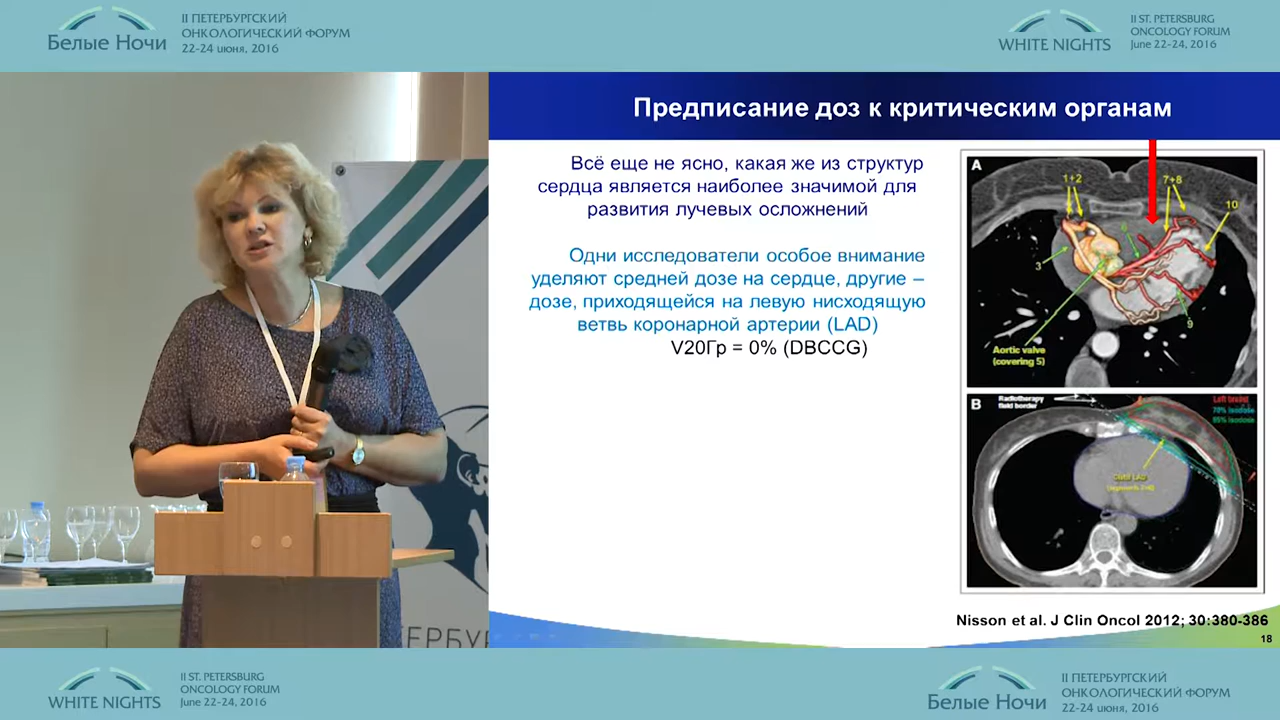 Белые Ночи
II ПЕТЕРБУРГСКИЙ
ОНКОЛОГИЧЕСКИЙ ФОРУМ
22-24 июня, 2016
WHITE NIGHTS
II ST. PETERSBURG
ONCOLOGY FORUM
June 22-24, 2016
Предписание доз к критическим органам
Всё еще не ясно, какая же из структур
сердца является наиболее значимой для
развития лучевых осложнений
Одни исследователи особое внимание
уделяют средней дозе на сердце, другие –
дозе, приходящейся на левую нисходящую
ветвь коронарной артерии (LAD)
V20Гр = 0% (DBCCG)
A
1+2
7+8
10
6
3
9
Aortic valve
(covering 5)
B
Radiotherapy
field border
Left breast
70% isodose
95% isodose
Distal LAD
Nisson et al. J Clin Oncol 2012; 30:380-386
18
ЕРБУР
WHITE NIGHTS
II ST. PETERSBURG
ONCOLOGY FORUM
June 22-24, 2016
Белые Ночи
II ПЕТЕРБУРГСКИЙ
ОНКОЛОГИЧЕСКИЙ ФОРУМ
22-24 июня, 2016